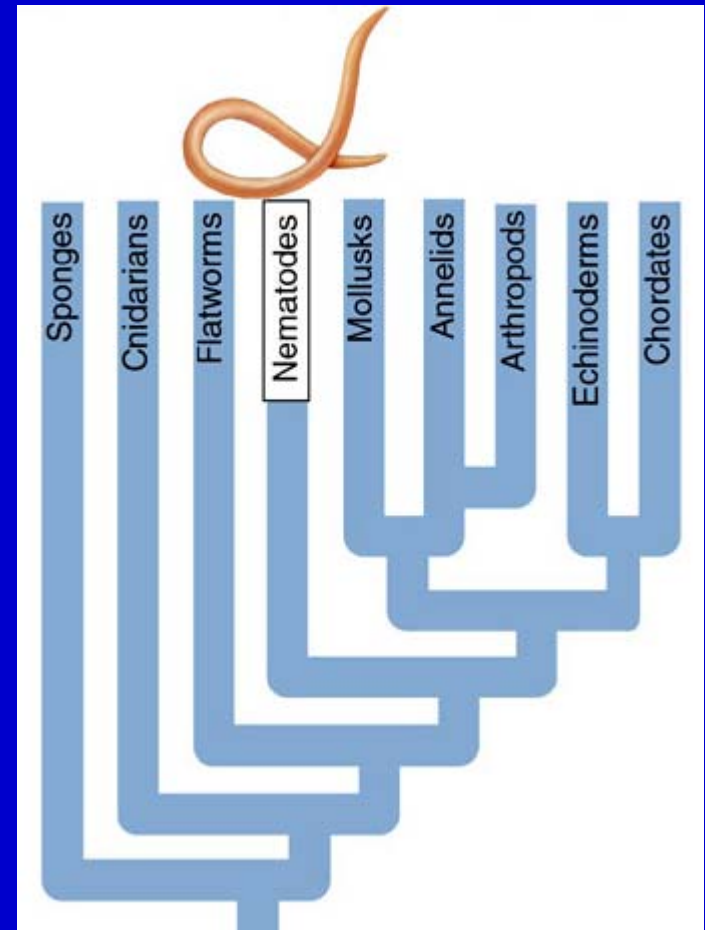 Sponges
Cnidarians
Flatworms
Nematodes
Mollusks
Annelids
Arthropods
Echinoderms
Chordates